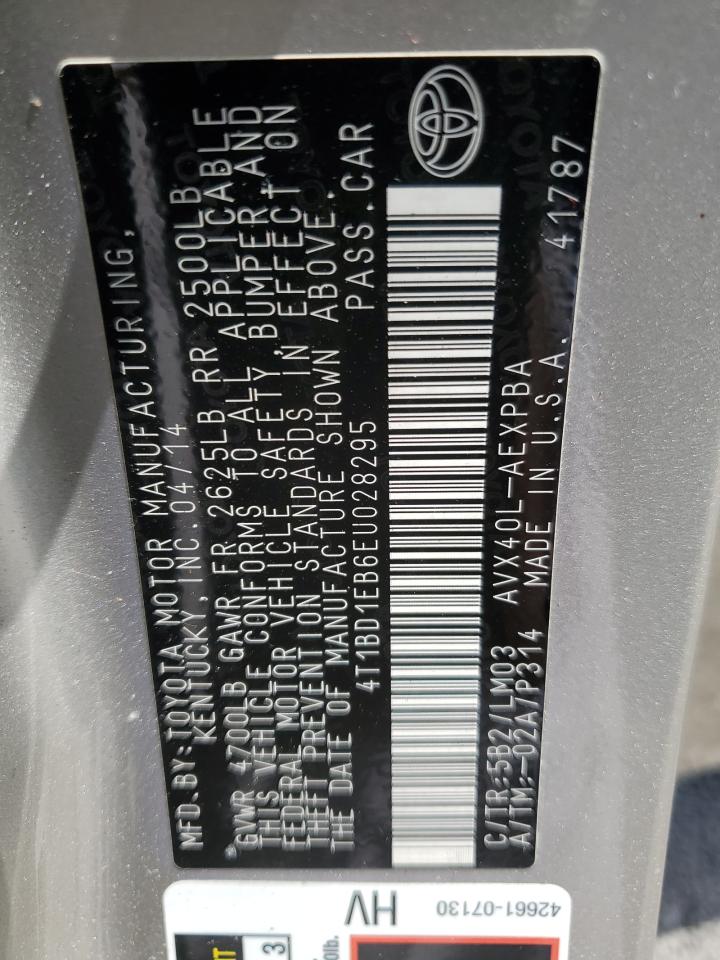 MFD.BY:TOYOTA MOTOR MANUFACTURING,
KENTUCKY,INC.04/14
GVWR 4700LB GAWR FR 2625LB RR 2500LB
THIS VEHICLE CONFORMS TO ALL APPLICABLE
FEDERAL MOTOR VEHICLE SAFETY,BUMPER,AND
THEFT PREVENTION STANDARDS IN EFFECT ON
THE DATE OF MANUFACTURE SHOWN ABOVE.
4T1BD1EB6EU028295 PASS.CAR
C/TR:5B2/LM03 AVX40L-AEXPBA 41787
A/TM:-02A/P314 MADE IN U.S.A.
42661-07130
HV
3